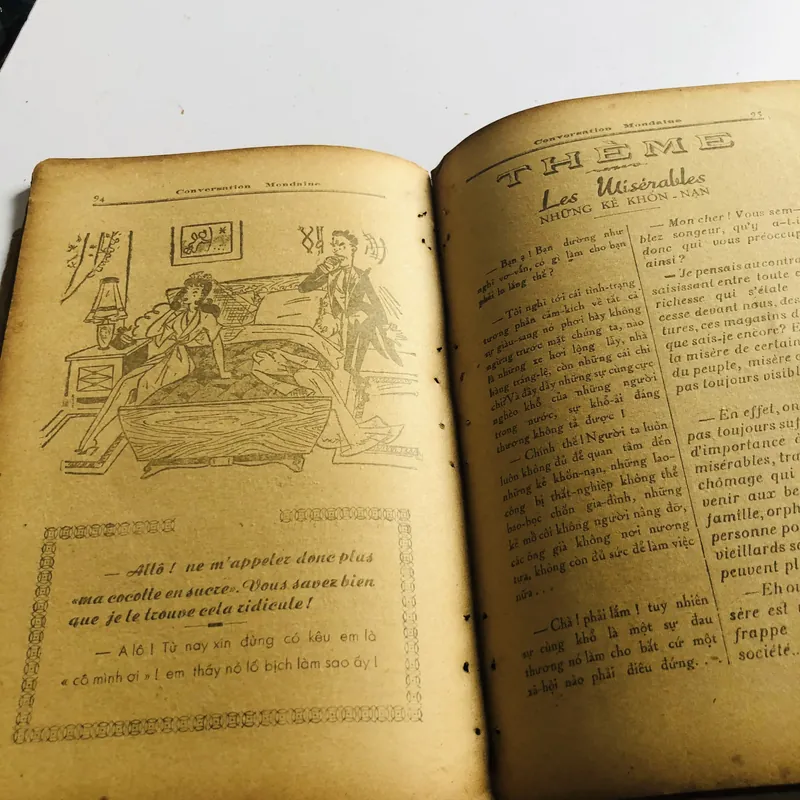 24
Conversation Mondaine
— Allô ! ne m'appelez donc plus
«ma cocotte en sucre». Vous savez bien
que je le trouve cela ridicule !
— A lô ! Từ nay xin đừng có kêu em là
« cô mình ơi » ! em thấy nó lố bịch làm sao ấy !
Conversation Mondaine
THÈME
Les Misérables
NHỮNG KẺ KHỐN - NẠN
— Bạn ạ ! Bạn dường như
nghĩ vơ-vẩn, có gì làm cho bạn
phải lo lắng thế ?
— Tôi nghĩ tới cái tình-trạng
tương phản cảm-kích về tất cả
sự giàu-sang nó phơi bày không
ngừng trước mặt chúng ta, nào
là những xe hơi lộng lẫy, nhà
hàng tráng-lệ, còn những cái chi
chi? Và đầy dẫy những sự cùng cực
nghèo khổ của những người
trong nước, sự khổ-ải đáng
thương không tả được !
— Chính thế ! Người ta luôn
luôn không đủ để quan tâm đến
những kẻ khốn-nạn, những lao-
công bị thất-nghiệp không thể
bao-bọc chốn gia-đình, những
kẻ mồ côi không người nâng đỡ,
các ông già không nơi nương
tựa, không còn đủ sức để làm việc
nữa . . .
— Chà ! phải lắm ! tuy nhiên
sự cùng khổ là một sự đau
thương nó làm cho bất cứ một
xã-hội nào phải điêu đứng. . .
— Mon cher ! Vous sem-
blez songeur, qu'y a-t-i
donc qui vous préoccup
ainsi ?
— Je pensais au contra
saisissant entre toute
richesse qui s'étale
cesse devant nous, des
tures, ces magasins d
que sais-je encore? E
la misère de certain
du peuple, misère
pas toujours visibl
— En effet, on
pas toujours suf
d'importance
misérables, tra
chômage qui
venir aux be
famille, orph
personne po
vieillards s
peuvent pl
— Eh ou
sère est
frappe
société..